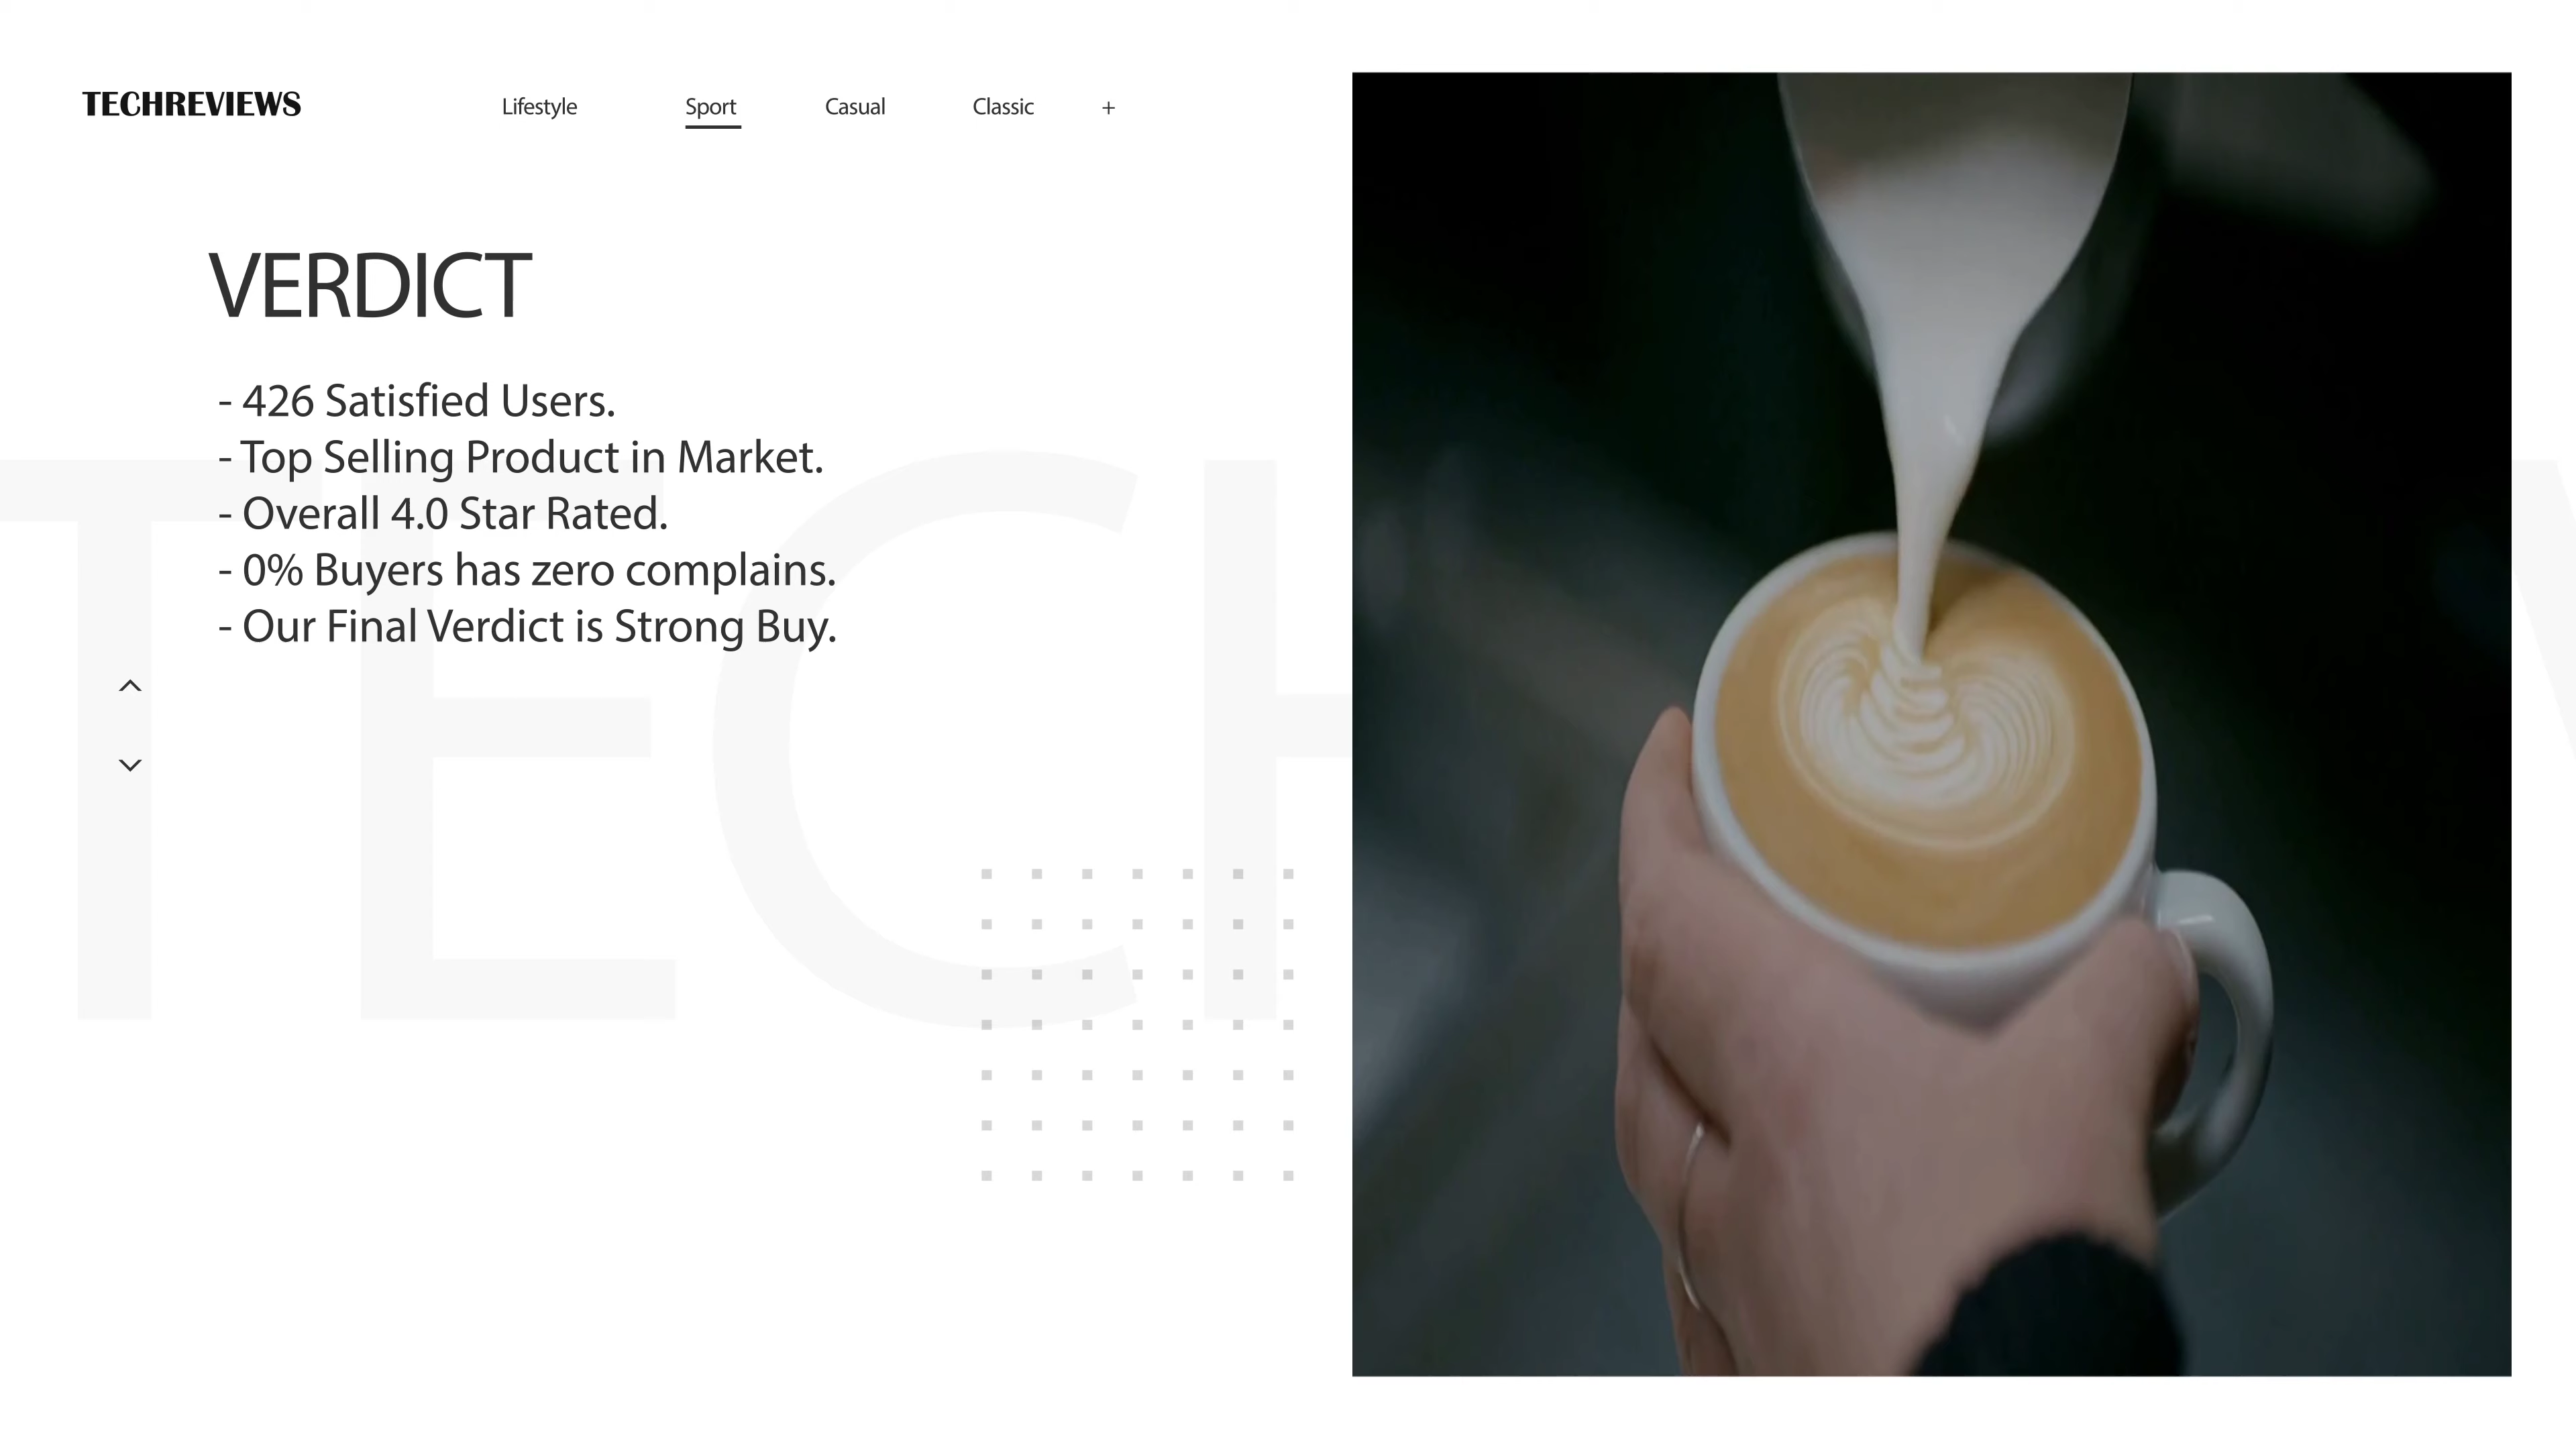 TECHREVIEWS
Lifestyle
Sport
Casual
Classic
+
VERDICT
- 426 Satisfied Users.
- Top Selling Product in Market.
- Overall 4.0 Star Rated.
- 0% Buyers has zero complains.
- Our Final Verdict is Strong Buy.
TECH